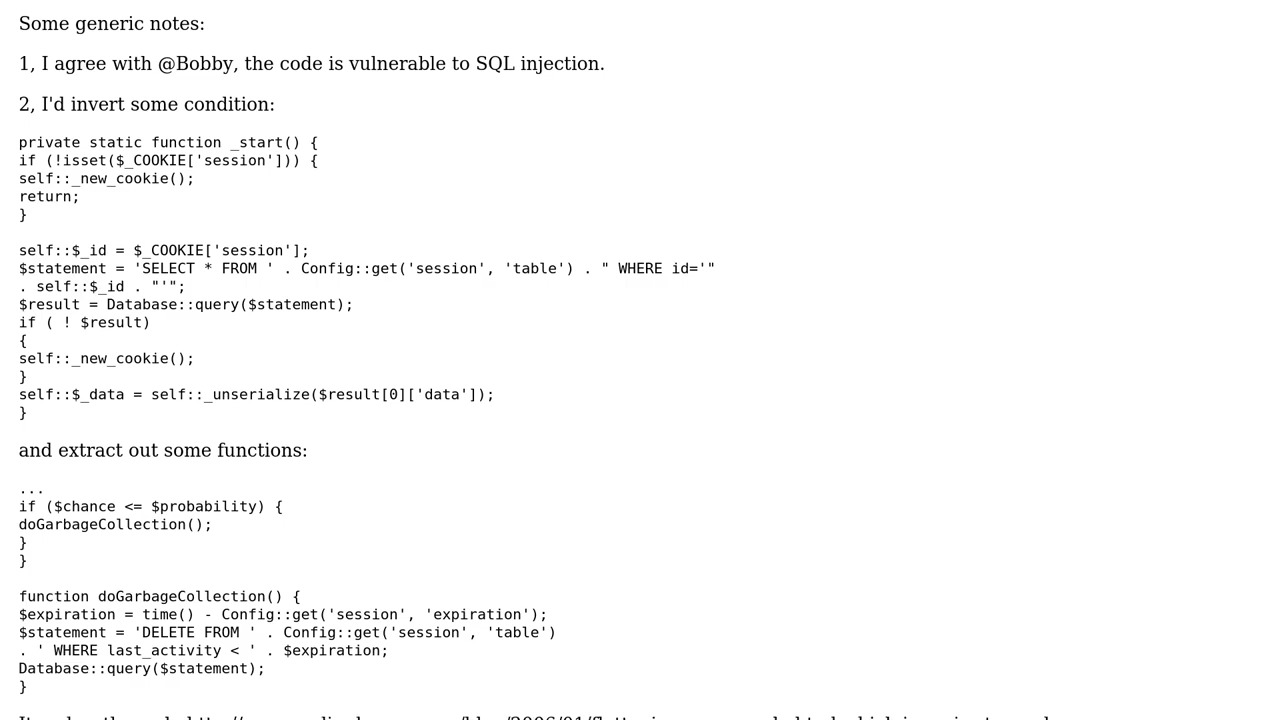 Some generic notes:
1, I agree with @Bobby, the code is vulnerable to SQL injection.
2, I'd invert some condition:
private static function _start() {
if (!isset($_COOKIE['session'])) {
self::_new_cookie();
return;
}
self::$_id = $_COOKIE['session'];
$statement = 'SELECT * FROM ' . Config::get('session', 'table') . " WHERE id='"
. self::$_id . "'";
$result = Database::query($statement);
if ( ! $result)
{
self::_new_cookie();
}
self::$_data = self::_unserialize($result[0]['data']);
}
and extract out some functions:
...
if ($chance <= $probability) {
doGarbageCollection();
}
}
function doGarbageCollection() {
$expiration = time() - Config::get('session', 'expiration');
$statement = 'DELETE FROM ' . Config::get('session', 'table')
. ' WHERE last_activity < ' . $expiration;
Database::query($statement);
}